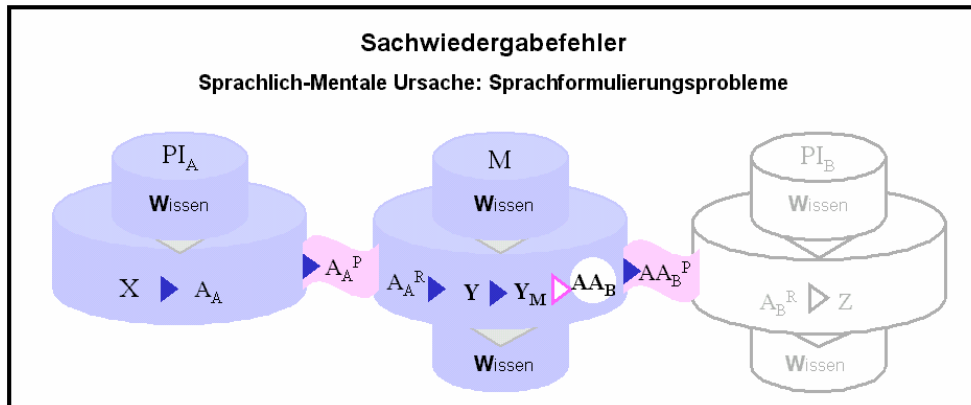 Sachwiedergabefehler
Sprachlich-Mentale Ursache: Sprachformulierungsprobleme
PI_A M PI_B
Wissen Wissen Wissen
X A_A A_A^P A_A^R Y Y_M AA_B AA_B^P A_B^R Z
Wissen Wissen